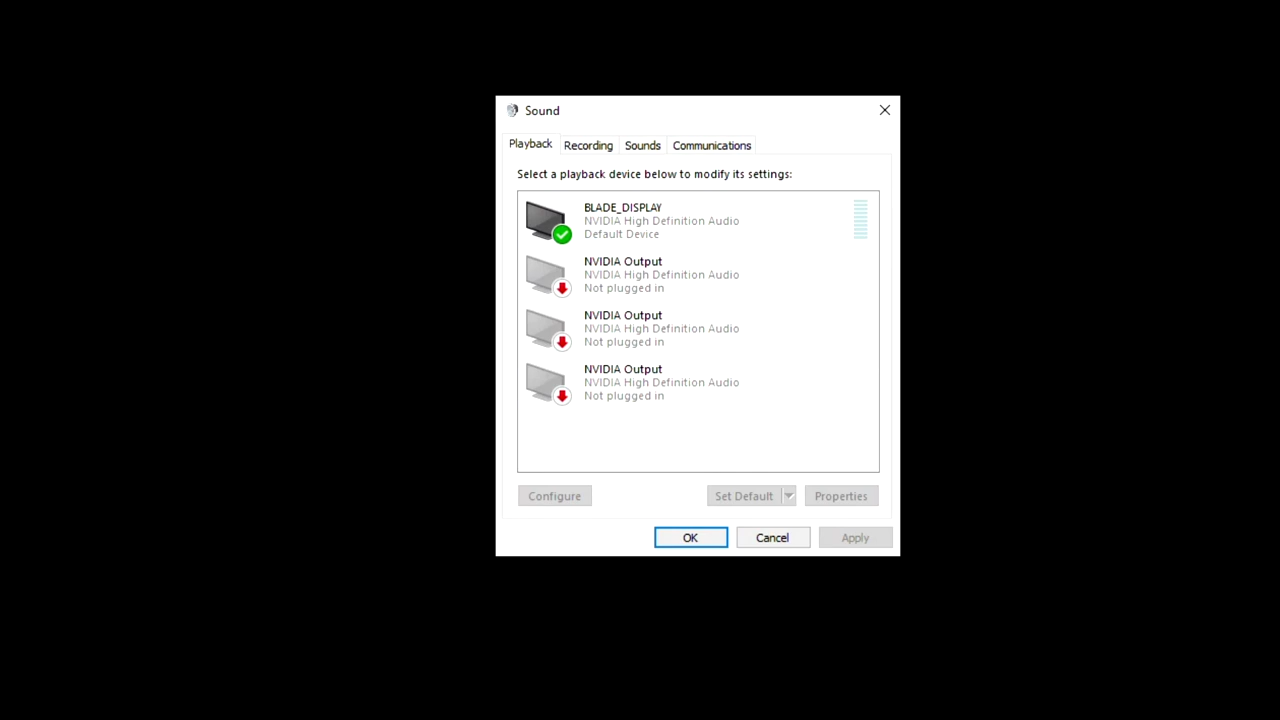 Sound
Playback
Recording
Sounds
Communications
Select a playback device below to modify its settings:
BLADE_DISPLAY
NVIDIA High Definition Audio
Default Device
NVIDIA Output
NVIDIA High Definition Audio
Not plugged in
NVIDIA Output
NVIDIA High Definition Audio
Not plugged in
NVIDIA Output
NVIDIA High Definition Audio
Not plugged in
Configure
Set Default
Properties
OK
Cancel
Apply